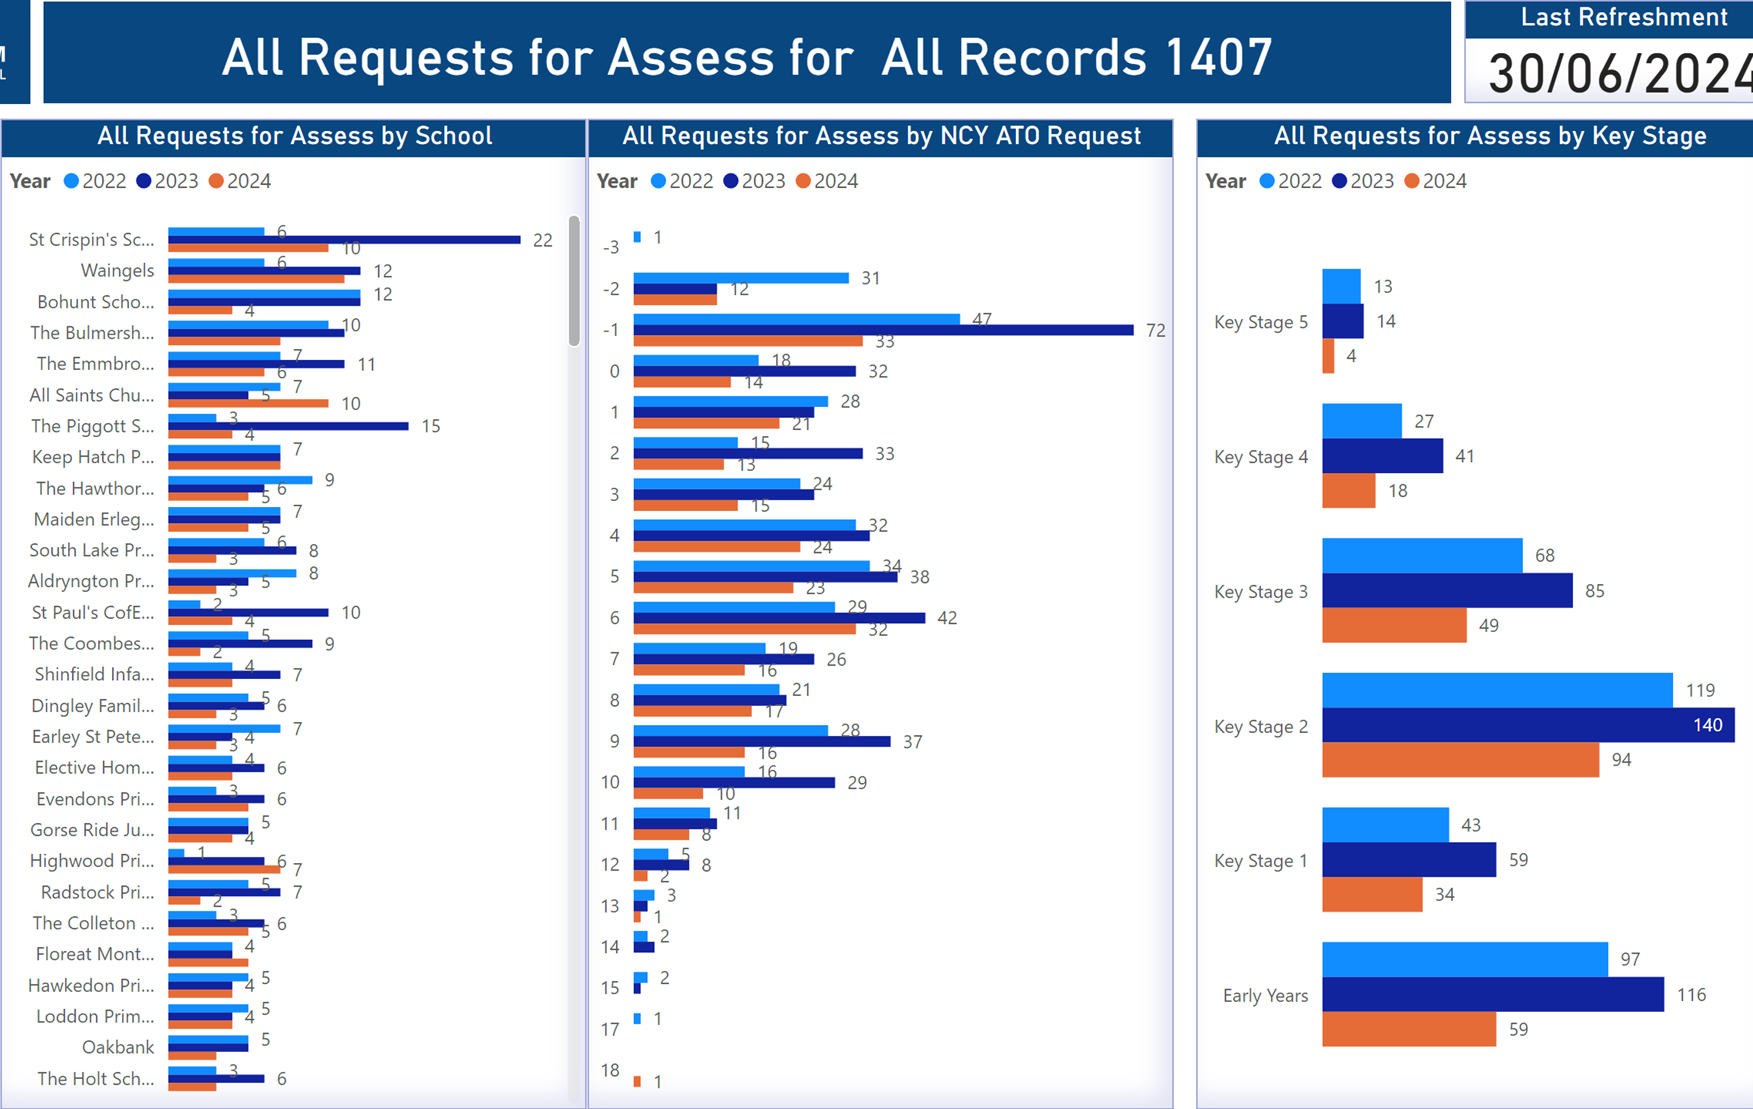 M
L
All Requests for Assess for All Records 1407
Last Refreshment
30/06/2024
All Requests for Assess by School
Year 2022 2023 2024
St Crispin's Sc... 6 22 10
Waingels 6 12
Bohunt Scho... 12 4
The Bulmersh... 10
The Emmbro... 7 11 6
All Saints Chu... 7 5 10
The Piggott S... 3 15 4
Keep Hatch P... 7
The Hawthor... 9 6 5
Maiden Erleg... 7 5
South Lake Pr... 6 8 3
Aldryngton Pr... 8 5 3
St Paul's CofE... 2 10 4
The Coombes... 5 9 2
Shinfield Infa... 4 7
Dingley Famil... 5 6 3
Earley St Pete... 7 4 3
Elective Hom... 4 6
Evendons Pri... 3 6
Gorse Ride Ju... 5 4
Highwood Pri... 1 6 7
Radstock Pri... 5 7 2
The Colleton ... 3 6 5
Floreat Mont... 4
Hawkedon Pri... 5 4
Loddon Prim... 5 4
Oakbank 5
The Holt Sch... 3 6
All Requests for Assess by NCY ATO Request
Year 2022 2023 2024
-3 1
-2 31 12
-1 47 72 33
0 18 32 14
1 28 21
2 15 33 13
3 24 15
4 32 24
5 34 38 23
6 29 42 32
7 19 26 16
8 21 17
9 28 37 16
10 16 29 10
11 11 8
12 5 8 2
13 3 1
14 2
15 2
17 1
18 1
All Requests for Assess by Key Stage
Year 2022 2023 2024
Key Stage 5 13 14 4
Key Stage 4 27 41 18
Key Stage 3 68 85 49
Key Stage 2 119 140 94
Key Stage 1 43 59 34
Early Years 97 116 59